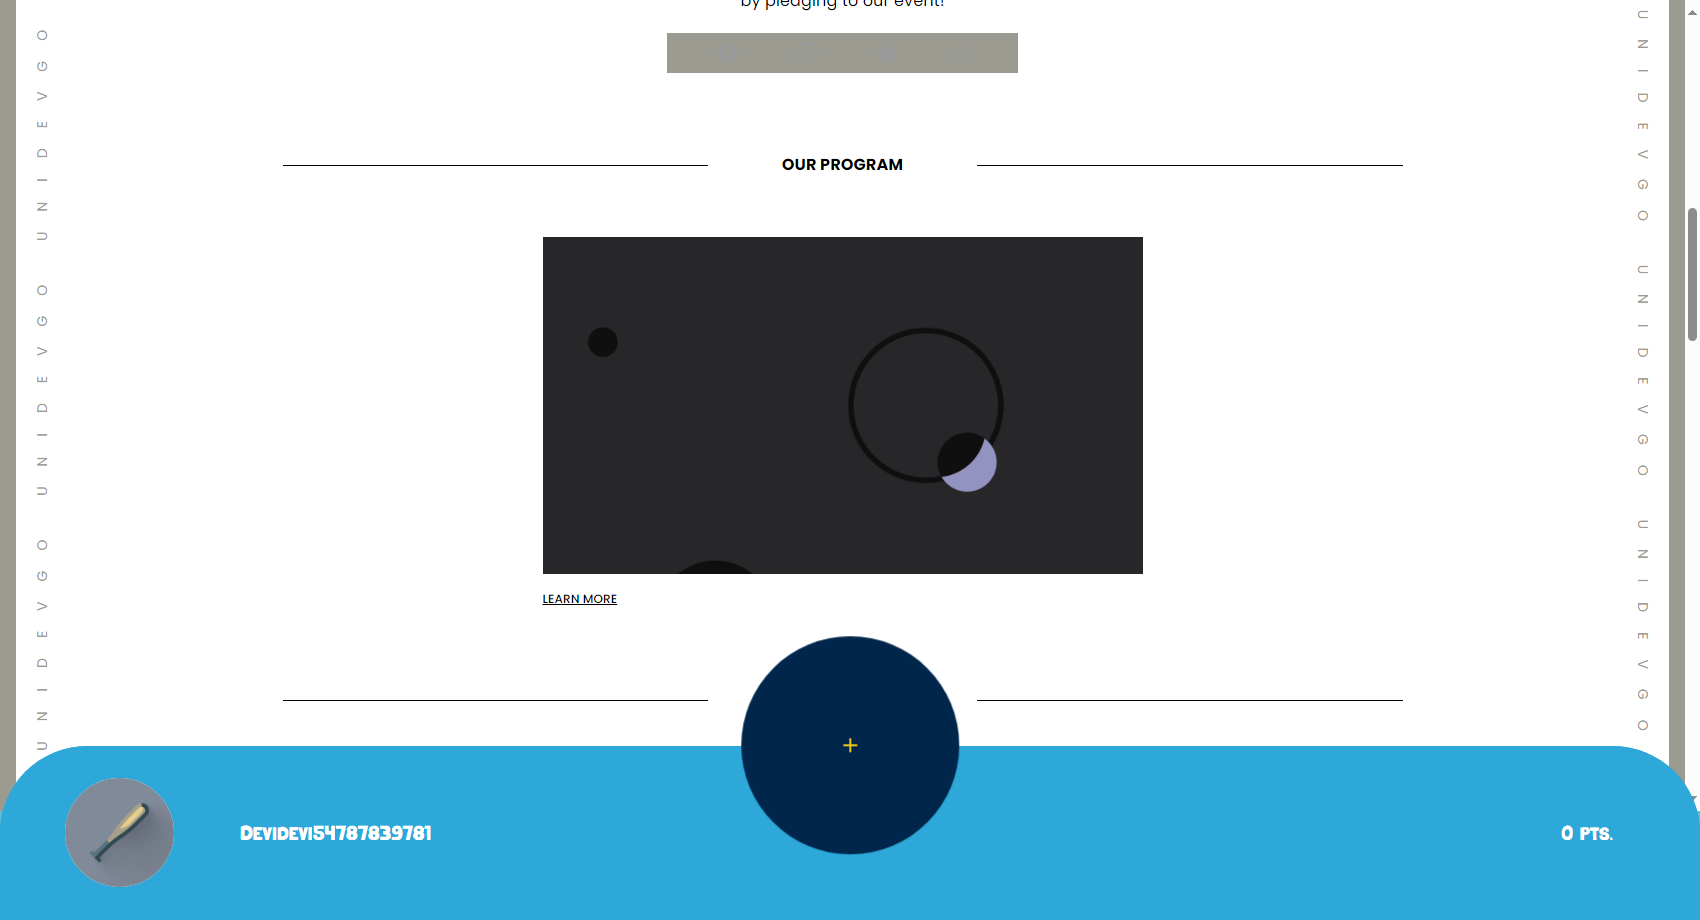 by pledging to our event!
OUR PROGRAM
LEARN MORE
UNIDEVGO UNIDEVGO UNIDEVGO
UNIDEVGO UNIDEVGO UNIDEVGO
+
Devidevi54787839781
0 PTS.